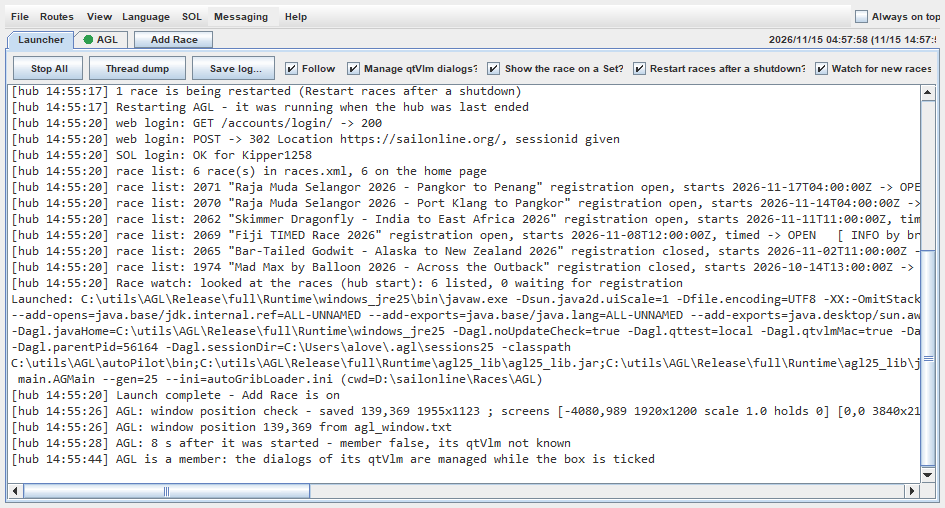 File Routes View Language SOL Messaging Help Always on top
Launcher AGL Add Race 2026/11/15 04:57:58 (11/15 14:57:5
Stop All Thread dump Save log... Follow Manage qtVlm dialogs? Show the race on a Set? Restart races after a shutdown? Watch for new races
[hub 14:55:17] 1 race is being restarted (Restart races after a shutdown)
[hub 14:55:17] Restarting AGL - it was running when the hub was last ended
[hub 14:55:20] web login: GET /accounts/login/ -> 200
[hub 14:55:20] web login: POST -> 302 Location https://sailonline.org/, sessionid given
[hub 14:55:20] SOL login: OK for Kipper1258
[hub 14:55:20] race list: 6 race(s) in races.xml, 6 on the home page
[hub 14:55:20] race list: 2071 "Raja Muda Selangor 2026 - Pangkor to Penang" registration open, starts 2026-11-17T04:00:00Z -> OPE
[hub 14:55:20] race list: 2070 "Raja Muda Selangor 2026 - Port Klang to Pangkor" registration open, starts 2026-11-14T04:00:00Z ->
[hub 14:55:20] race list: 2062 "Skimmer Dragonfly - India to East Africa 2026" registration open, starts 2026-11-11T11:00:00Z, tim
[hub 14:55:20] race list: 2069 "Fiji TIMED Race 2026" registration open, starts 2026-11-08T12:00:00Z, timed -> OPEN [ INFO by br
[hub 14:55:20] race list: 2065 "Bar-Tailed Godwit - Alaska to New Zealand 2026" registration closed, starts 2026-11-02T11:00:00Z -
[hub 14:55:20] race list: 1974 "Mad Max by Balloon 2026 - Across the Outback" registration closed, starts 2026-10-14T13:00:00Z ->
[hub 14:55:20] Race watch: looked at the races (hub start): 6 listed, 0 waiting for registration
Launched: C:\utils\AGL\Release\full\Runtime\windows_jre25\bin\javaw.exe -Dsun.java2d.uiScale=1 -Dfile.encoding=UTF8 -XX:-OmitStack
--add-opens=java.base/jdk.internal.ref=ALL-UNNAMED --add-exports=java.base/java.lang=ALL-UNNAMED --add-exports=java.desktop/sun.aw
-Dagl.javaHome=C:\utils\AGL\Release\full\Runtime\windows_jre25 -Dagl.noUpdateCheck=true -Dagl.qttest=local -Dagl.qtvlmMac=true -Da
-Dagl.parentPid=56164 -Dagl.sessionDir=C:\Users\alove\.agl\sessions25 -classpath
C:\utils\AGL\autoPilot\bin;C:\utils\AGL\Release\full\Runtime\agl25_lib\agl25_lib.jar;C:\utils\AGL\Release\full\Runtime\agl25_lib\j
main.AGMain --gen=25 --ini=autoGribLoader.ini (cwd=D:\sailonline\Races\AGL)
[hub 14:55:20] Launch complete - Add Race is on
[hub 14:55:26] AGL: window position check - saved 139,369 1955x1123 ; screens [-4080,989 1920x1200 scale 1.0 holds 0] [0,0 3840x21
[hub 14:55:26] AGL: window position 139,369 from agl_window.txt
[hub 14:55:28] AGL: 8 s after it was started - member false, its qtVlm not known
[hub 14:55:44] AGL is a member: the dialogs of its qtVlm are managed while the box is ticked